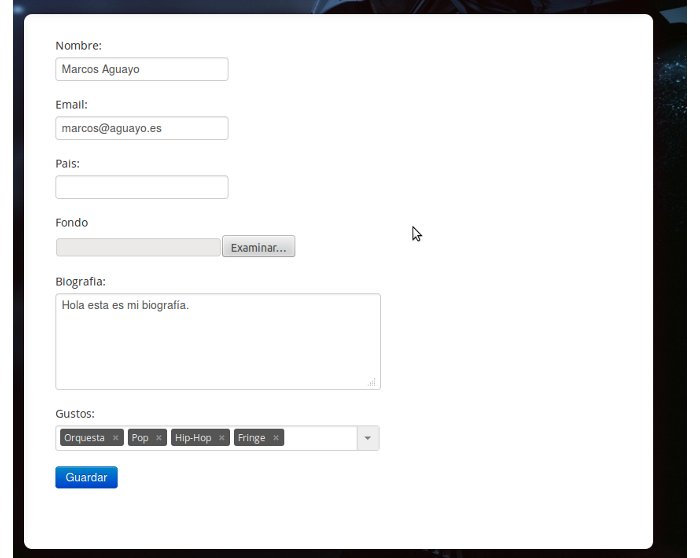 Nombre:
Marcos Aguayo
Email:
marcos@aguayo.es
Pais:
Fondo
Examinar...
Biografia:
Hola esta es mi biografía.
Gustos:
Orquesta × Pop × Hip-Hop × Fringe ×
Guardar